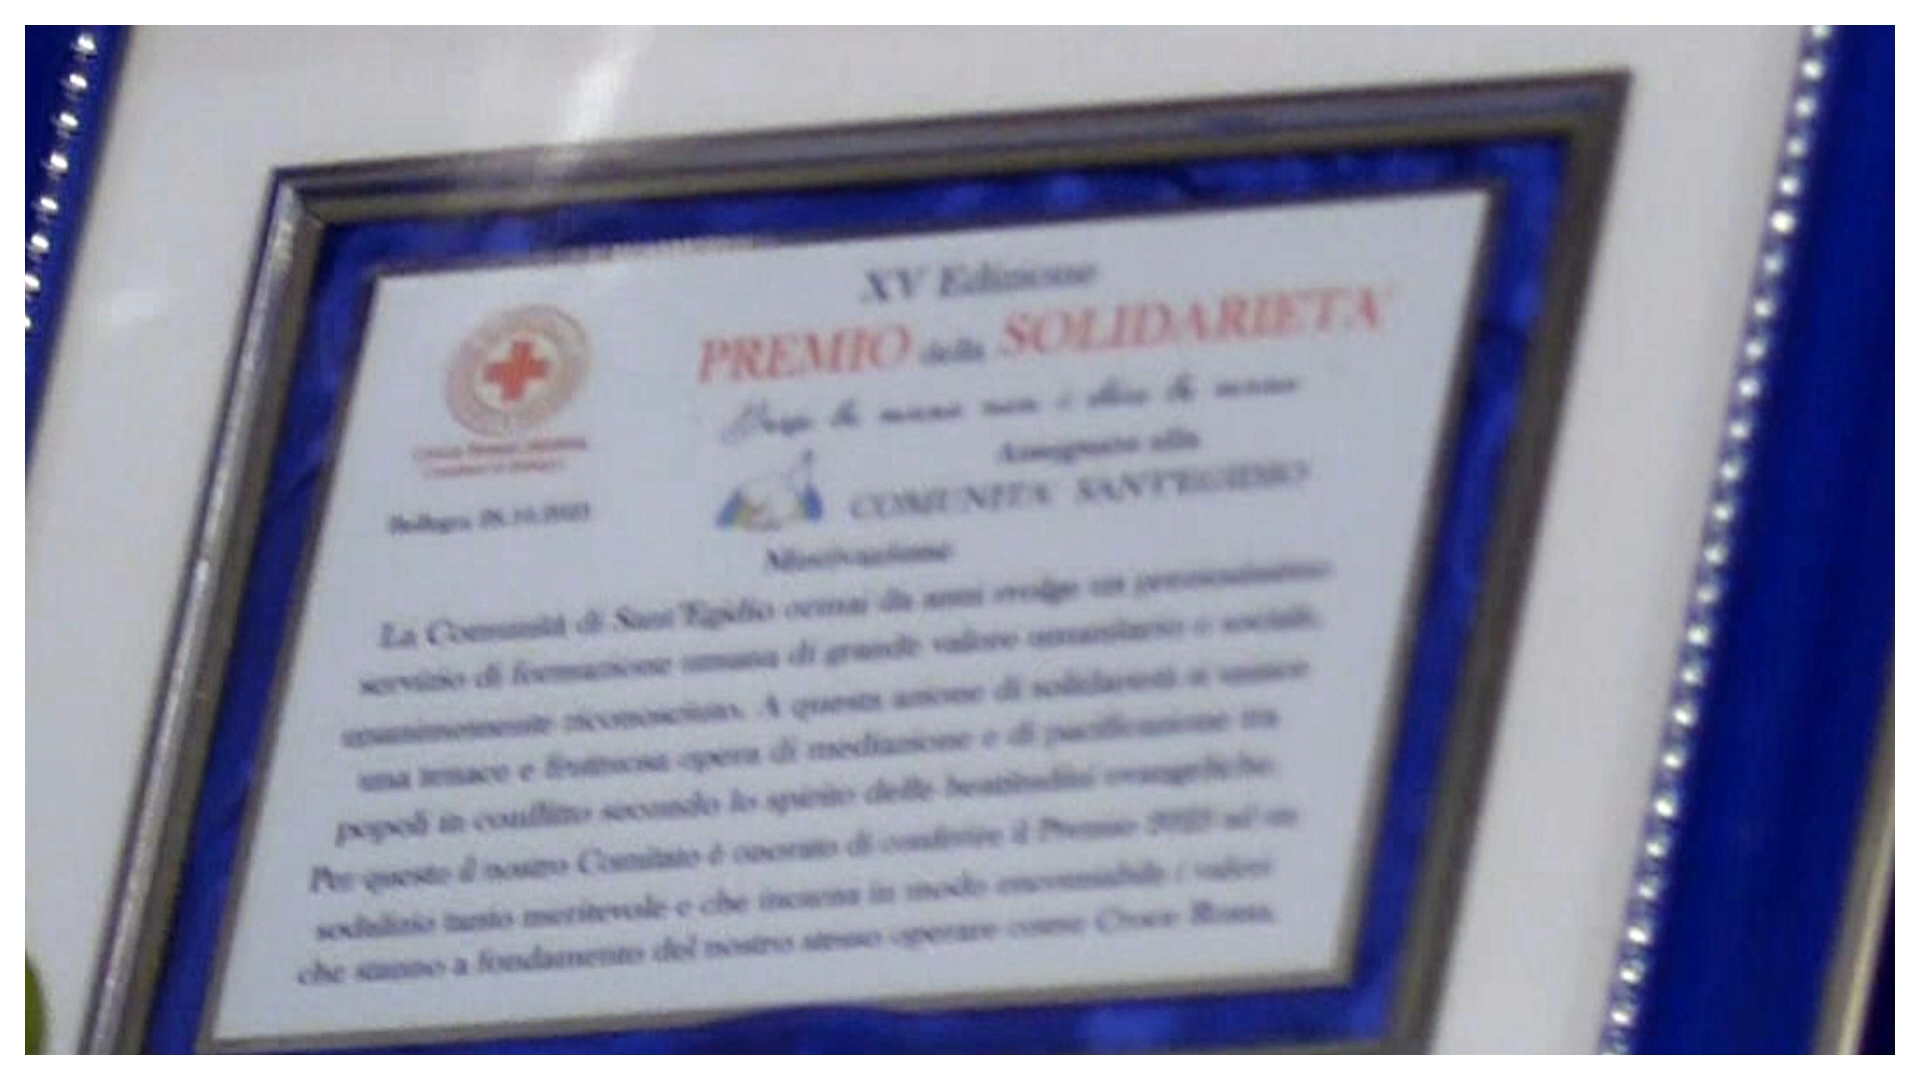 XV Edizione
PREMIO della SOLIDARIETA'
Assegnato alla
COMUNITA' SANT'EGIDIO
Motivazione
La Comunità di Sant'Egidio ormai da anni svolge un preziosissimo
servizio di formazione umana di grande valore umanitario e sociale,
unanimemente riconosciuto. A questa unione di solidarietà si unisce
una tenace e fruttuosa opera di mediazione e di pacificazione tra
popoli in conflitto secondo lo spirito delle beatitudini evangeliche.
Per questo il nostro Comitato è onorato di conferire il Premio ad un
sodalizio tanto meritevole e che incarna in modo i valori
che stanno a fondamento del nostro stesso operare come Croce Rossa.